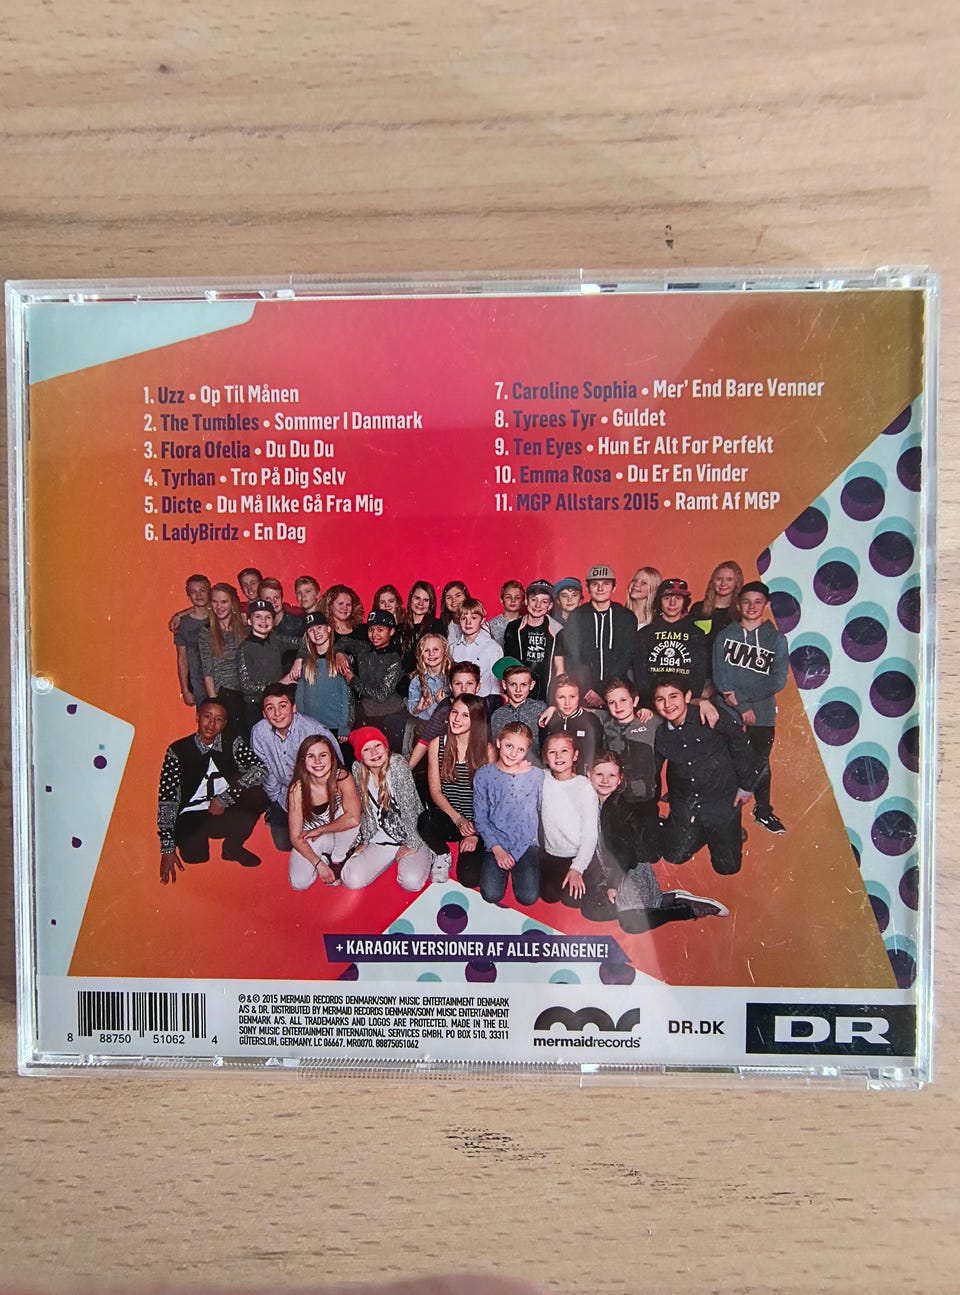 1. Uzz • Op Til Månen
2. The Tumbles • Sommer I Danmark
3. Flora Ofelia • Du Du Du
4. Tyrhan • Tro På Dig Selv
5. Dicte • Du Må Ikke Gå Fra Mig
6. LadyBirdz • En Dag
7. Caroline Sophia • Mer' End Bare Venner
8. Tyrees Tyr • Guldet
9. Ten Eyes • Hun Er Alt For Perfekt
10. Emma Rosa • Du Er En Vinder
11. MGP Allstars 2015 • Ramt Af MGP
oill
TEAM 9
CARSONVILLE
1984
TRACK AND FIELD
+ KARAOKE VERSIONER AF ALLE SANGENE!
8 88750 51062 4
℗ & © 2015 MERMAID RECORDS DENMARK/SONY MUSIC ENTERTAINMENT DENMARK
A/S & DR. DISTRIBUTED BY MERMAID RECORDS DENMARK/SONY MUSIC ENTERTAINMENT
DENMARK A/S. ALL TRADEMARKS AND LOGOS ARE PROTECTED. MADE IN THE EU.
SONY MUSIC ENTERTAINMENT INTERNATIONAL SERVICES GMBH, PO BOX 510, 33311
GÜTERSLOH, GERMANY. LC 06667. MR0070. 88875051062
mermaidrecords
DR.DK
DR